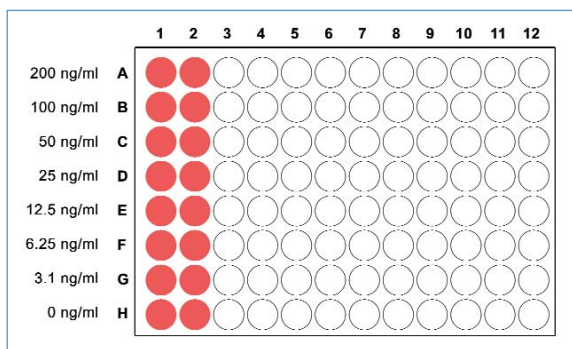 1 2 3 4 5 6 7 8 9 10 11 12
200 ng/ml A
100 ng/ml B
50 ng/ml C
25 ng/ml D
12.5 ng/ml E
6.25 ng/ml F
3.1 ng/ml G
0 ng/ml H